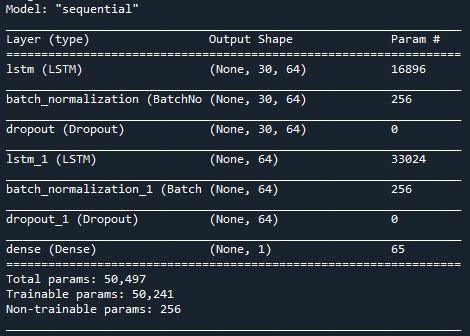 Model: "sequential"
Layer (type) Output Shape Param #
lstm (LSTM) (None, 30, 64) 16896
batch_normalization (BatchNo (None, 30, 64) 256
dropout (Dropout) (None, 30, 64) 0
lstm_1 (LSTM) (None, 64) 33024
batch_normalization_1 (Batch (None, 64) 256
dropout_1 (Dropout) (None, 64) 0
dense (Dense) (None, 1) 65
Total params: 50,497
Trainable params: 50,241
Non-trainable params: 256